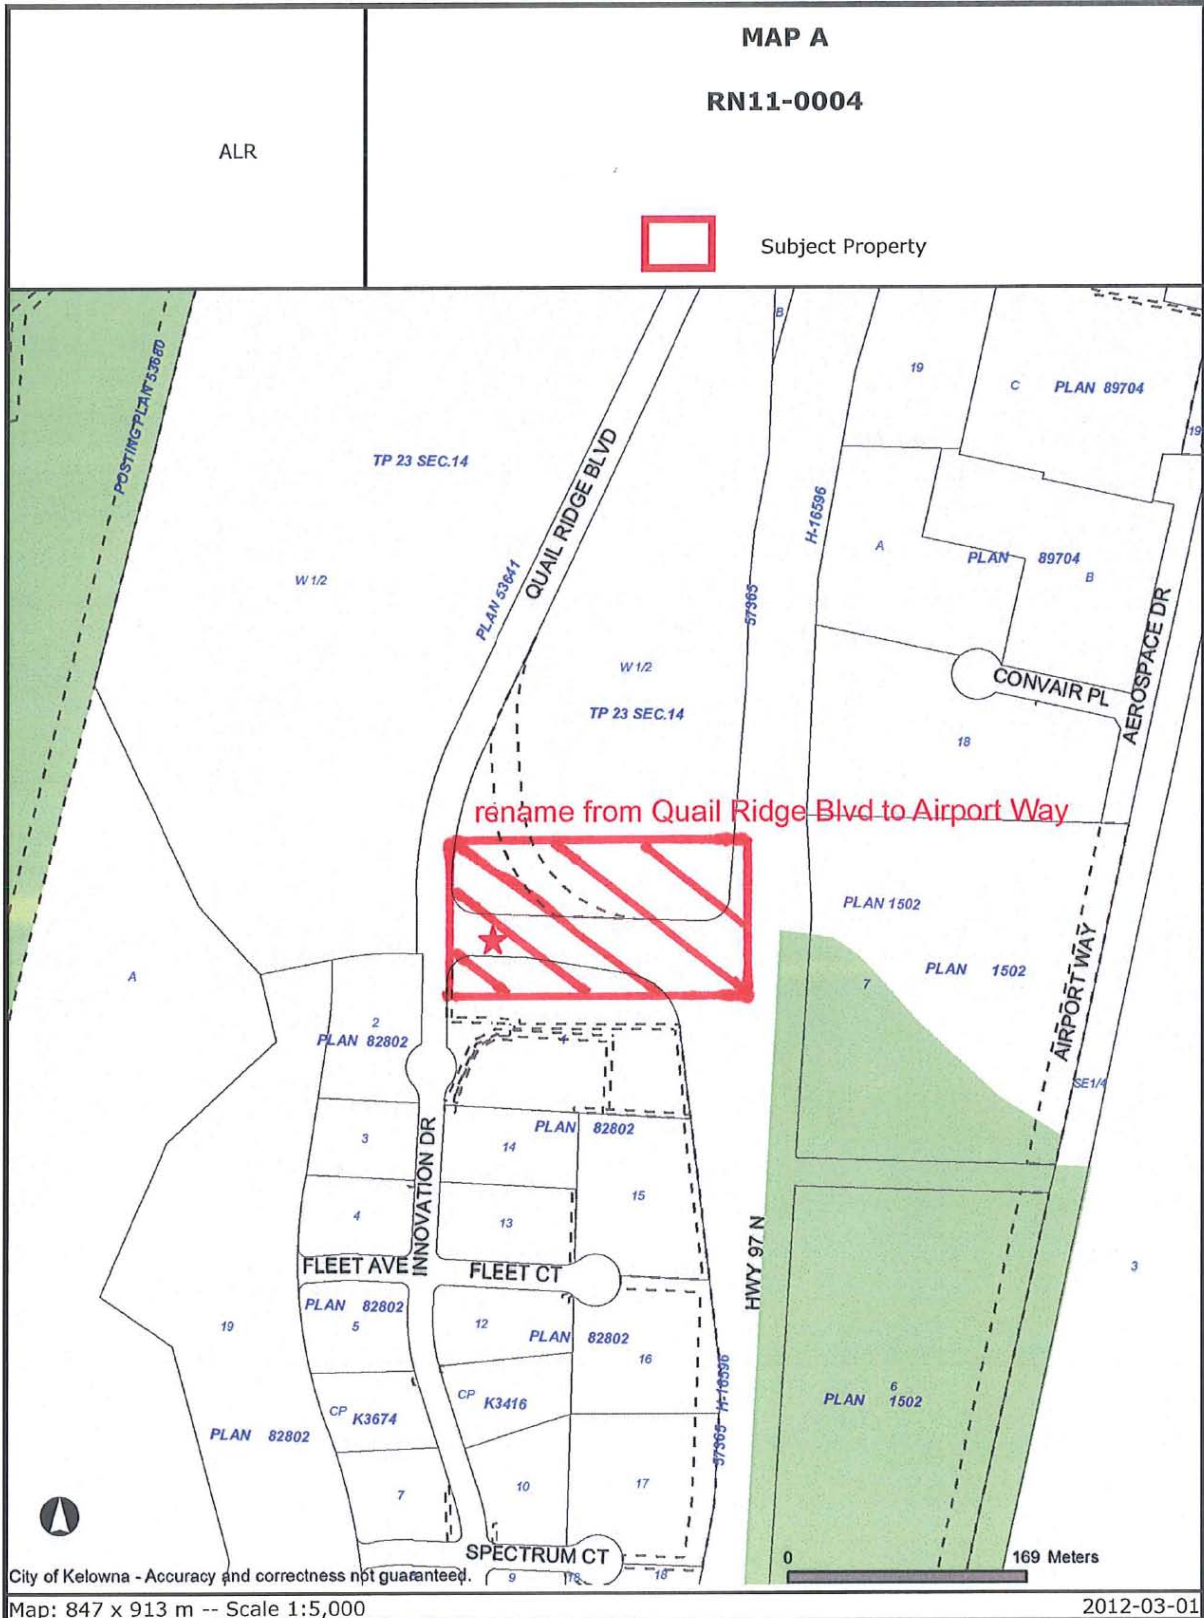 MAP A
RN11-0004
ALR
Subject Property
POSTING PLAN 53680
TP 23 SEC.14
W 1/2
PLAN 53641
QUAIL RIDGE BLVD
B
H-16596
57365
19
C PLAN 89704
19
A
PLAN 89704
B
W 1/2
TP 23 SEC.14
CONVAIR PL
AEROSPACE DR
18
rename from Quail Ridge Blvd to Airport Way
PLAN 1502
PLAN 1502
7
AIRPORT WAY
SE1/4
A
2
PLAN 82802
3
4
INNOVATION DR
14
PLAN 82802
15
13
FLEET AVE
FLEET CT
HWY 97 N
3
PLAN 82802
5
12
PLAN 82802
16
19
CP K3674
CP K3416
57365 H-16596
6
PLAN 1502
PLAN 82802
7
10
17
SPECTRUM CT
9
18
18
0
169 Meters
City of Kelowna - Accuracy and correctness not guaranteed.
Map: 847 x 913 m -- Scale 1:5,000
2012-03-01